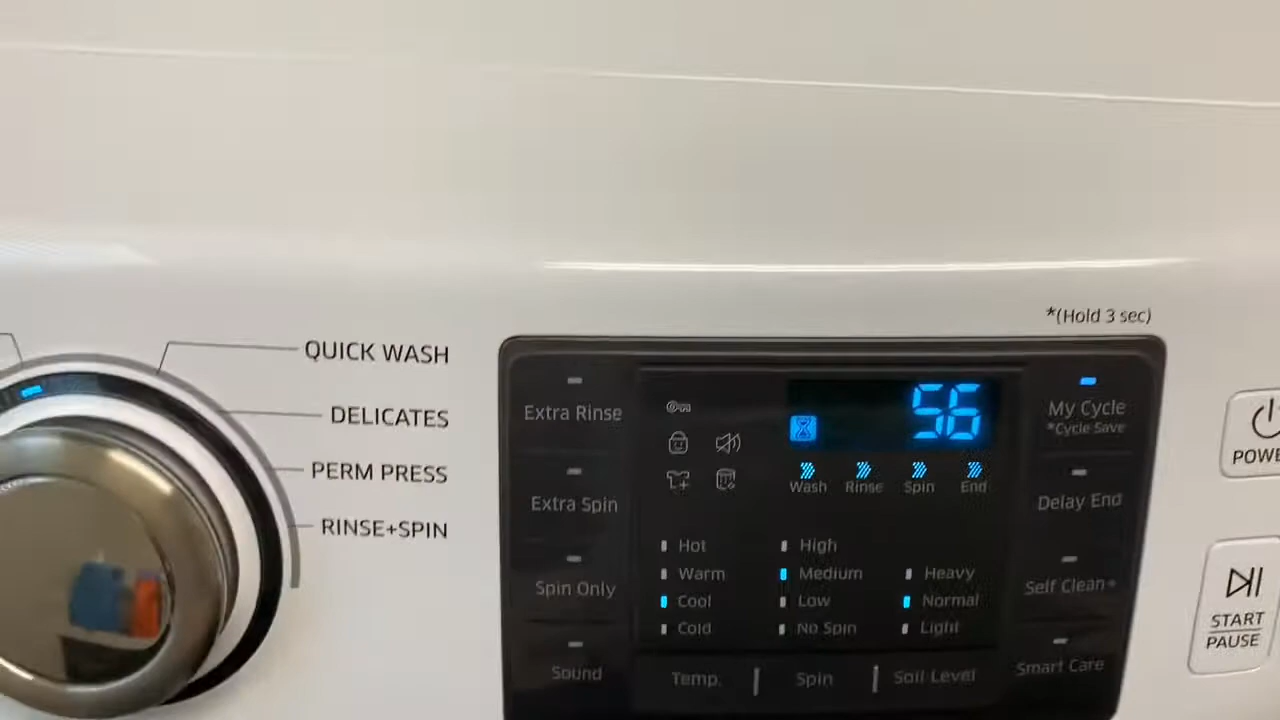 *(Hold 3 sec)
QUICK WASH
DELICATES
PERM PRESS
RINSE+SPIN
Extra Rinse
Extra Spin
Spin Only
Sound
56
Wash Rinse Spin End
Hot High
Warm Medium Heavy
Cool Low Normal
Cold No Spin Light
Temp. Spin Soil Level
My Cycle
*Cycle Save
Delay End
Self Clean*
Smart Care
START
PAUSE